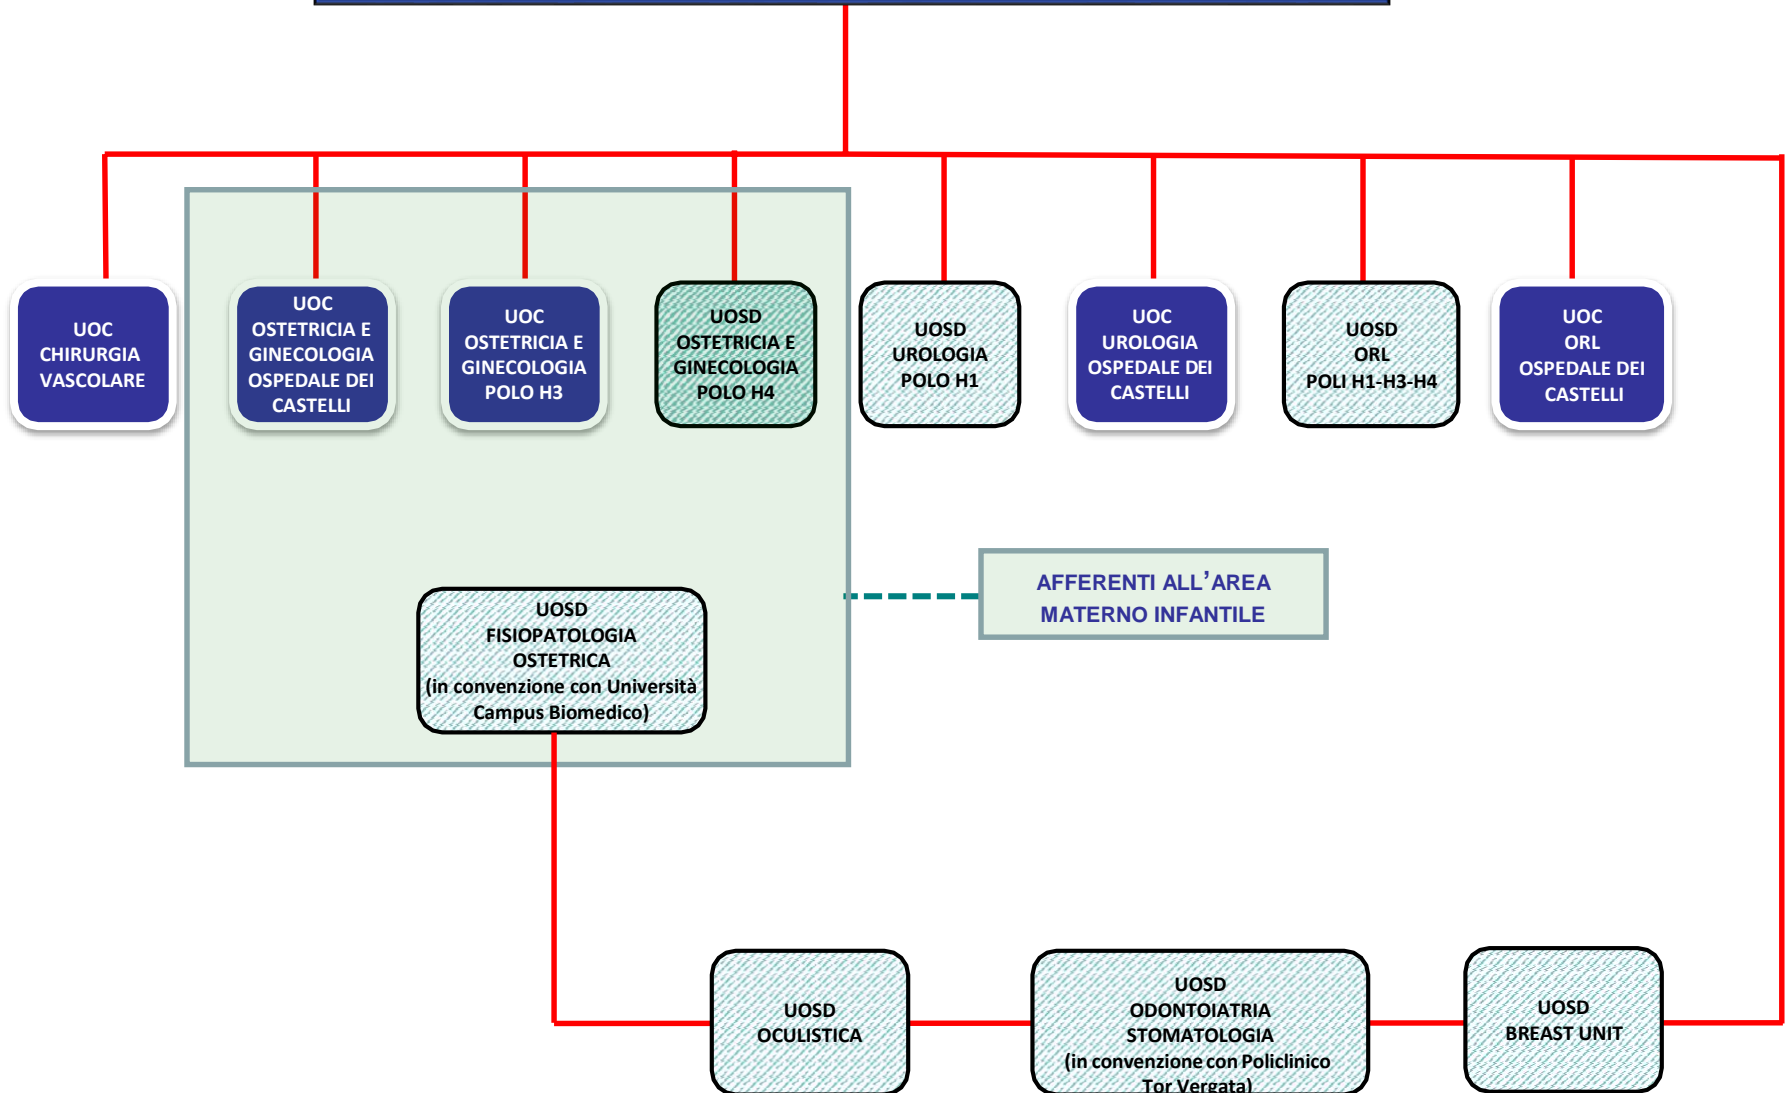 UOC
CHIRURGIA
VASCOLARE
UOC
OSTETRICIA E
GINECOLOGIA
OSPEDALE DEI
CASTELLI
UOC
OSTETRICIA E
GINECOLOGIA
POLO H3
UOSD
OSTETRICIA E
GINECOLOGIA
POLO H4
UOSD
UROLOGIA
POLO H1
UOC
UROLOGIA
OSPEDALE DEI
CASTELLI
UOSD
ORL
POLI H1-H3-H4
UOC
ORL
OSPEDALE DEI
CASTELLI
AFFERENTI ALL’AREA
MATERNO INFANTILE
UOSD
FISIOPATOLOGIA
OSTETRICA
(in convenzione con Università
Campus Biomedico)
UOSD
OCULISTICA
UOSD
ODONTOIATRIA
STOMATOLOGIA
(in convenzione con Policlinico
Tor Vergata)
UOSD
BREAST UNIT